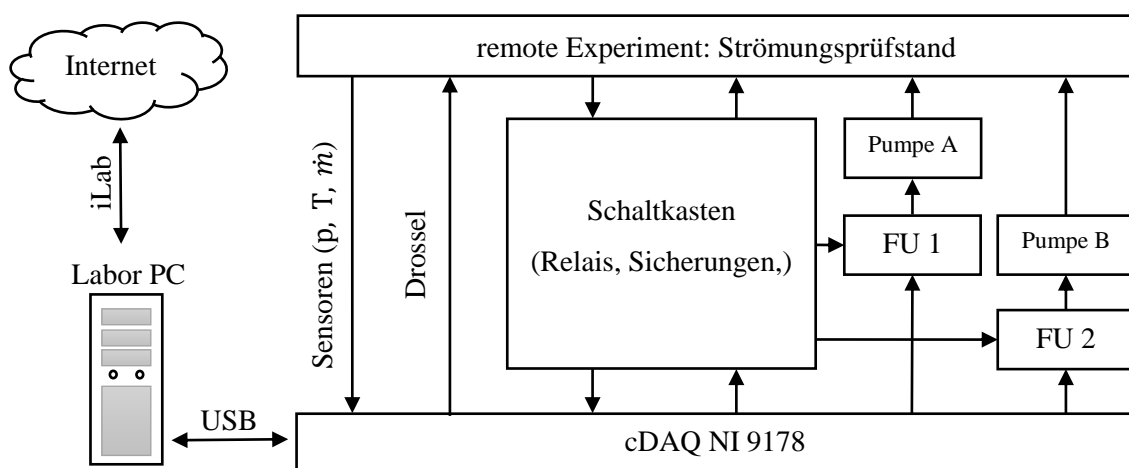 remote Experiment: Strömungsprüfstand
Internet
iLab
Labor PC
USB
Sensoren (p, T, ṁ)
Drossel
Schaltkasten
(Relais, Sicherungen,)
Pumpe A
FU 1
Pumpe B
FU 2
cDAQ NI 9178